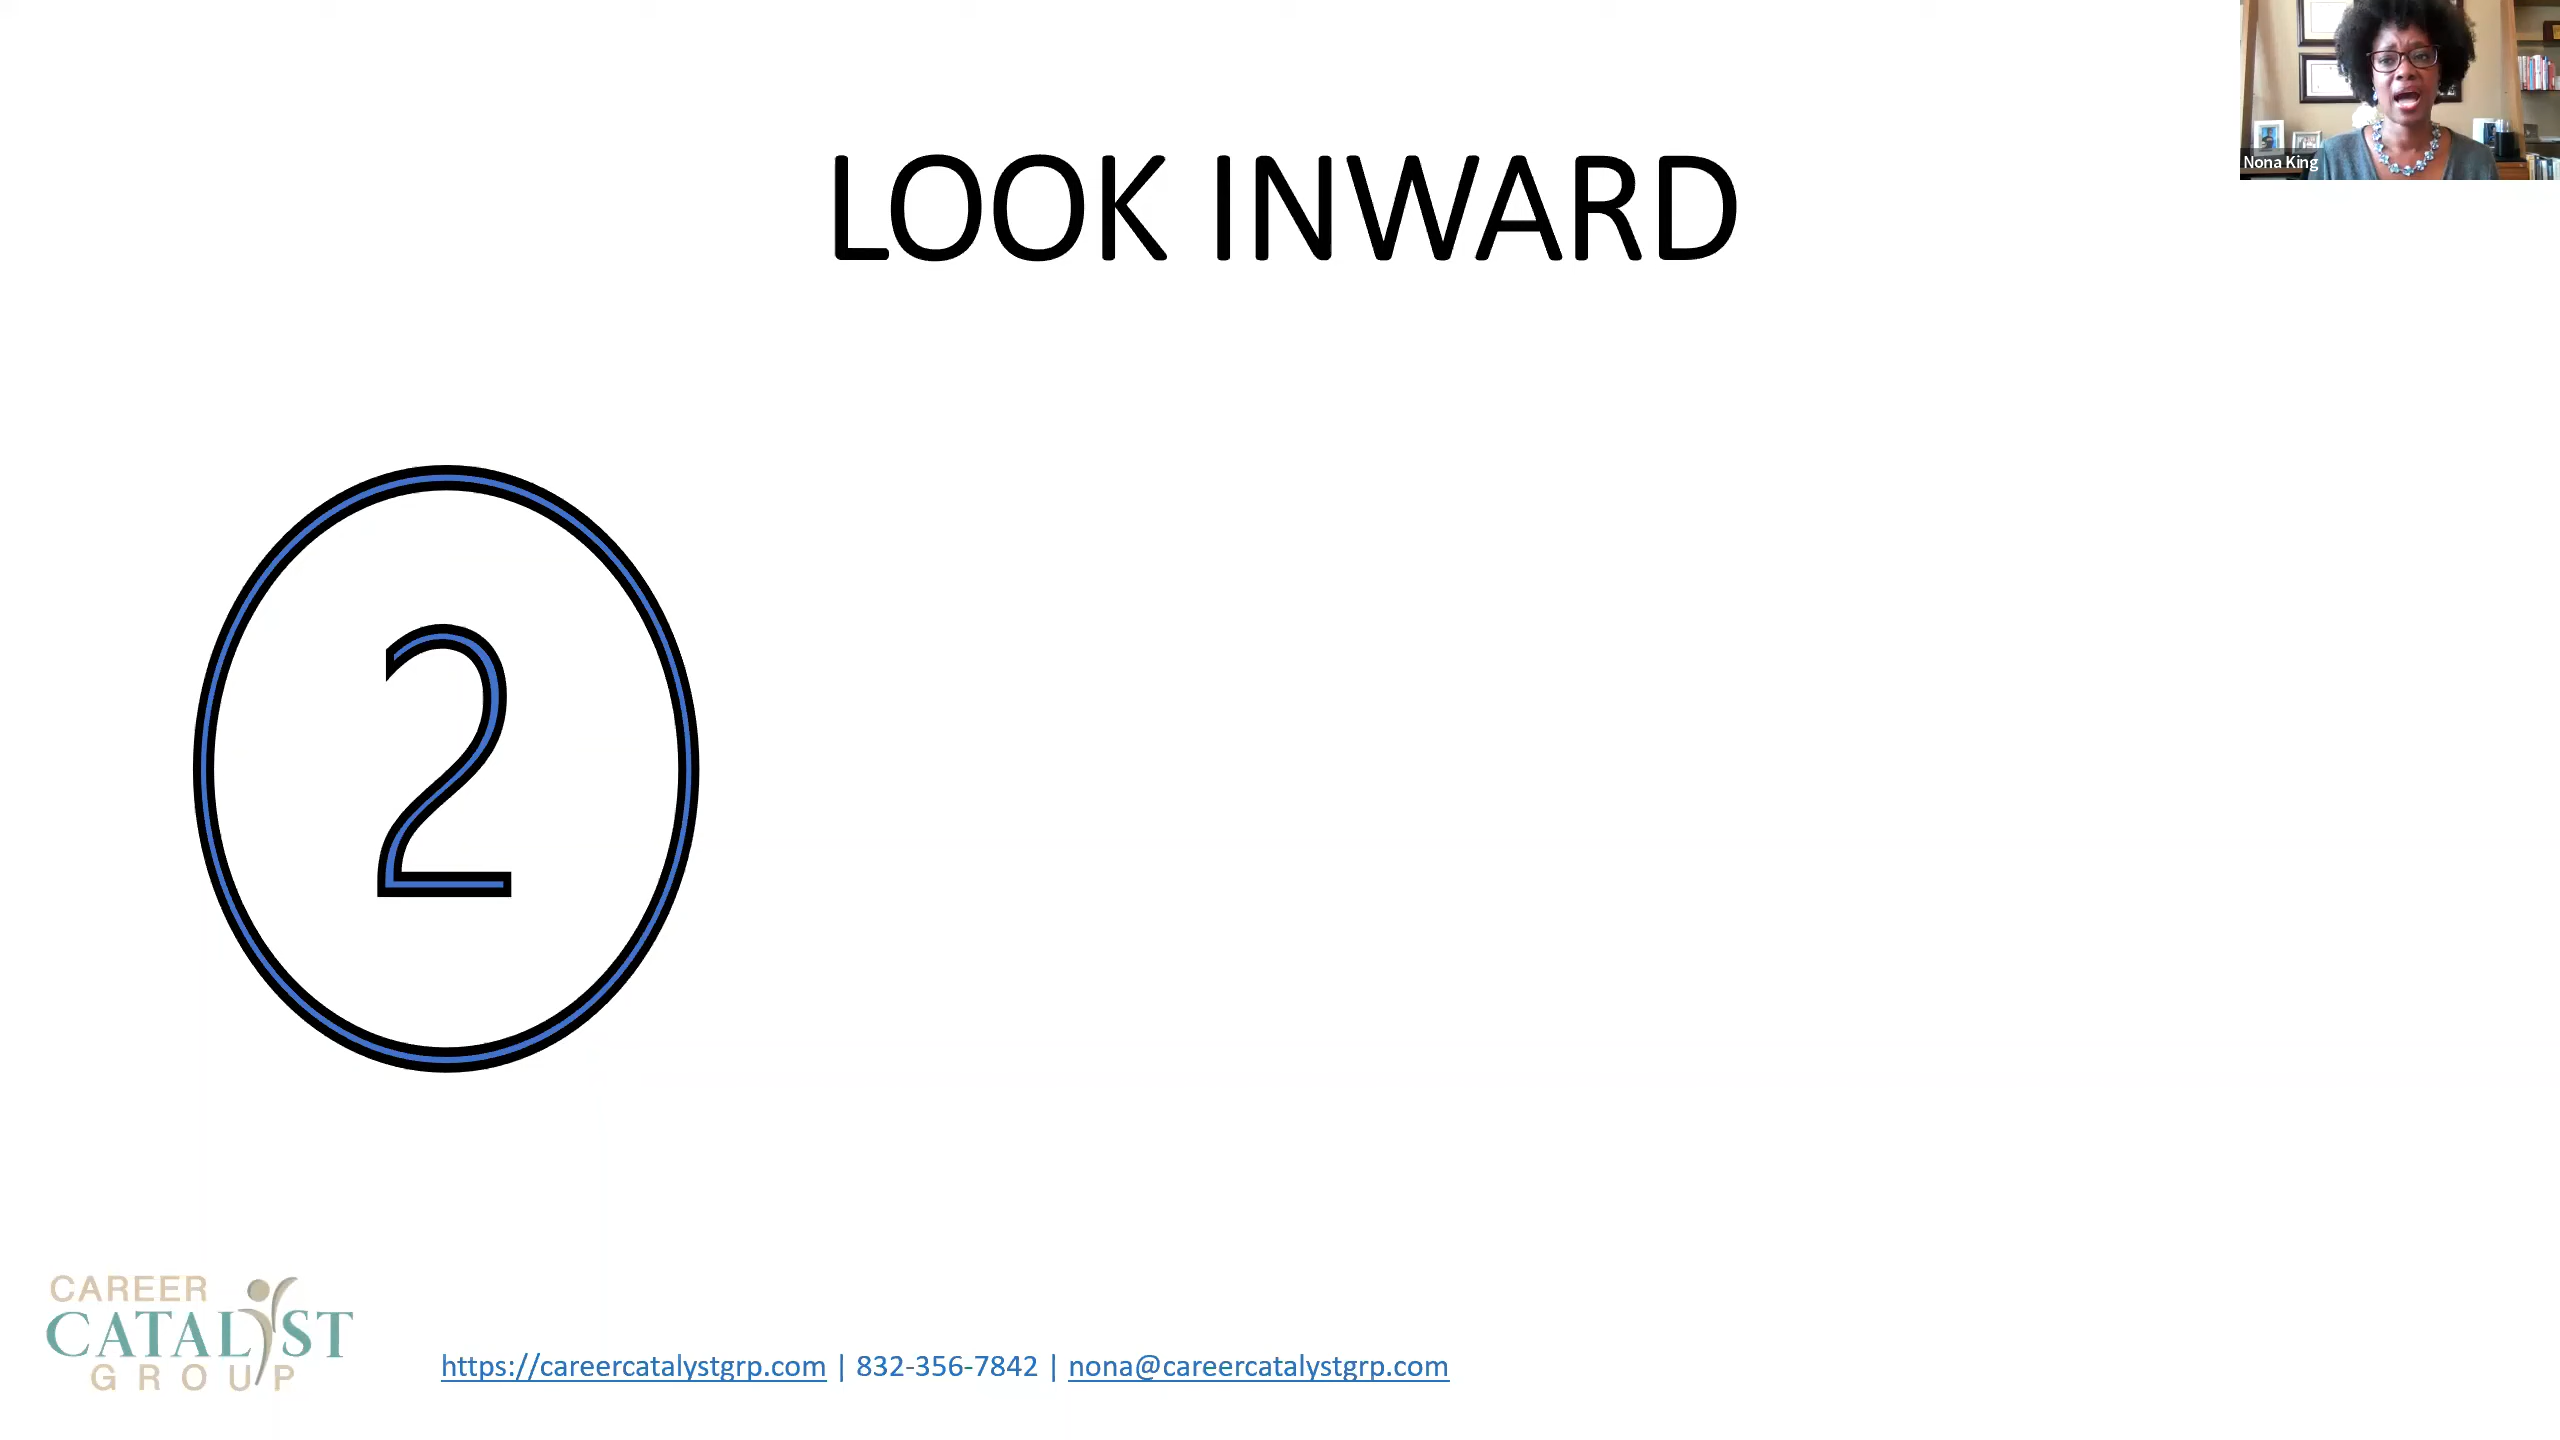 LOOK INWARD
Nona King
2
CAREER
CATALYST
GROUP
https://careercatalystgrp.com | 832-356-7842 | nona@careercatalystgrp.com